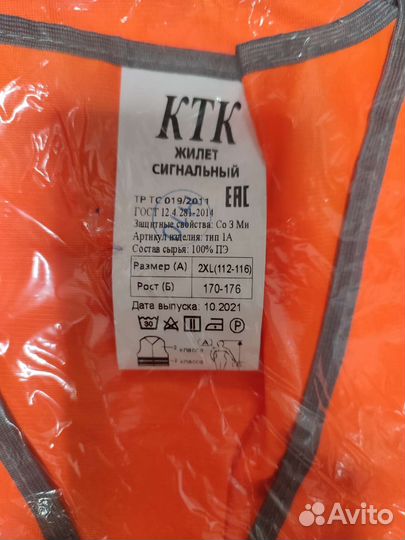 КТК
ЖИЛЕТ
СИГНАЛЬНЫЙ
ТР ТС 019/2011
ГОСТ 12.4.281-2014
Защитные свойства: Со 3 Ми
Артикул изделия: тип 1А
Состав сырья: 100% ПЭ
Размер (А) 2XL(112-116)
Рост (Б) 170-176
Дата выпуска: 10.2021
30 P
(А)
2 класса
Avito